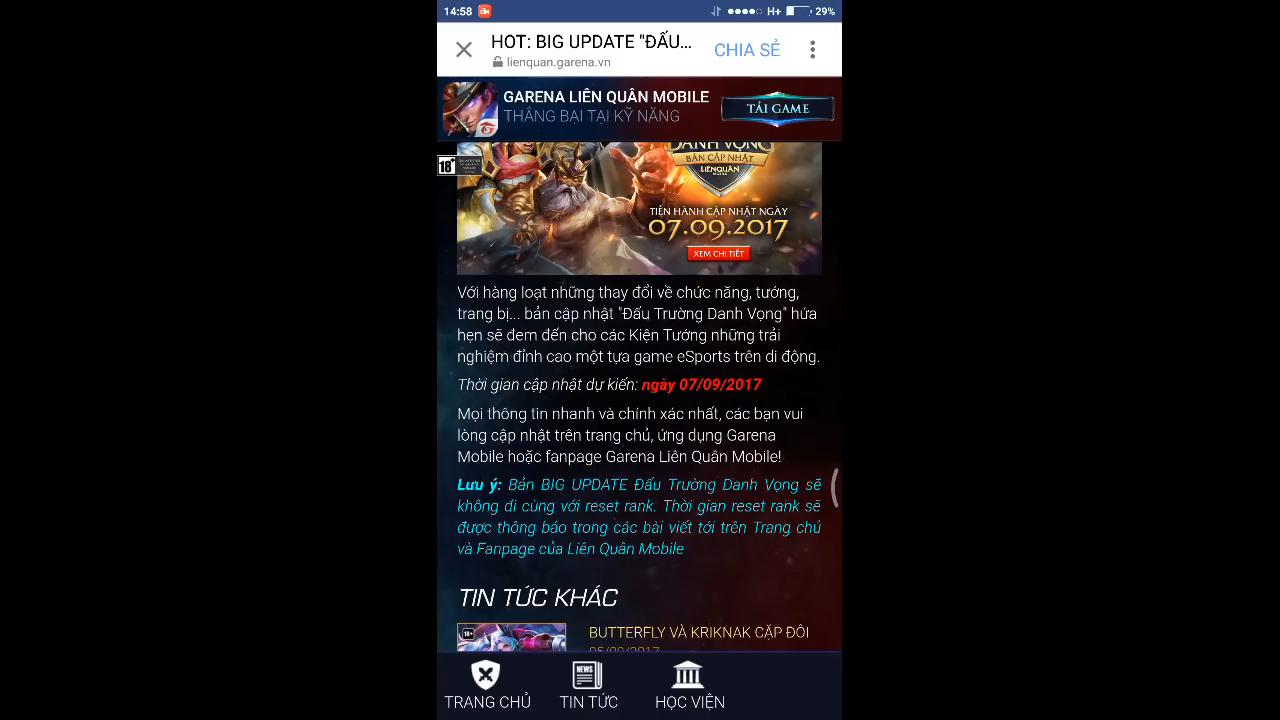 14:58 H+ 29%
HOT: BIG UPDATE "ĐẤU... CHIA SẺ
lienquan.garena.vn
GARENA LIÊN QUÂN MOBILE
THẮNG BẠI TẠI KỸ NĂNG
TẢI GAME
18+
DANH VỌNG
BẢN CẬP NHẬT
LIÊN QUÂN
TIẾN HÀNH CẬP NHẬT NGÀY
07.09.2017
XEM CHI TIẾT
Với hàng loạt những thay đổi về chức năng, tướng,
trang bị... bản cập nhật "Đấu Trường Danh Vọng" hứa
hẹn sẽ đem đến cho các Kiện Tướng những trải
nghiệm đỉnh cao một tựa game eSports trên di động.
Thời gian cập nhật dự kiến: ngày 07/09/2017
Mọi thông tin nhanh và chính xác nhất, các bạn vui
lòng cập nhật trên trang chủ, ứng dụng Garena
Mobile hoặc fanpage Garena Liên Quân Mobile!
Lưu ý: Bản BIG UPDATE Đấu Trường Danh Vọng sẽ
không đi cùng với reset rank. Thời gian reset rank sẽ
được thông báo trong các bài viết tới trên Trang chủ
và Fanpage của Liên Quân Mobile
TIN TỨC KHÁC
18+
BUTTERFLY VÀ KRIKNAK CẶP ĐÔI
05/09/2017
NEWS
TRANG CHỦ TIN TỨC HỌC VIỆN